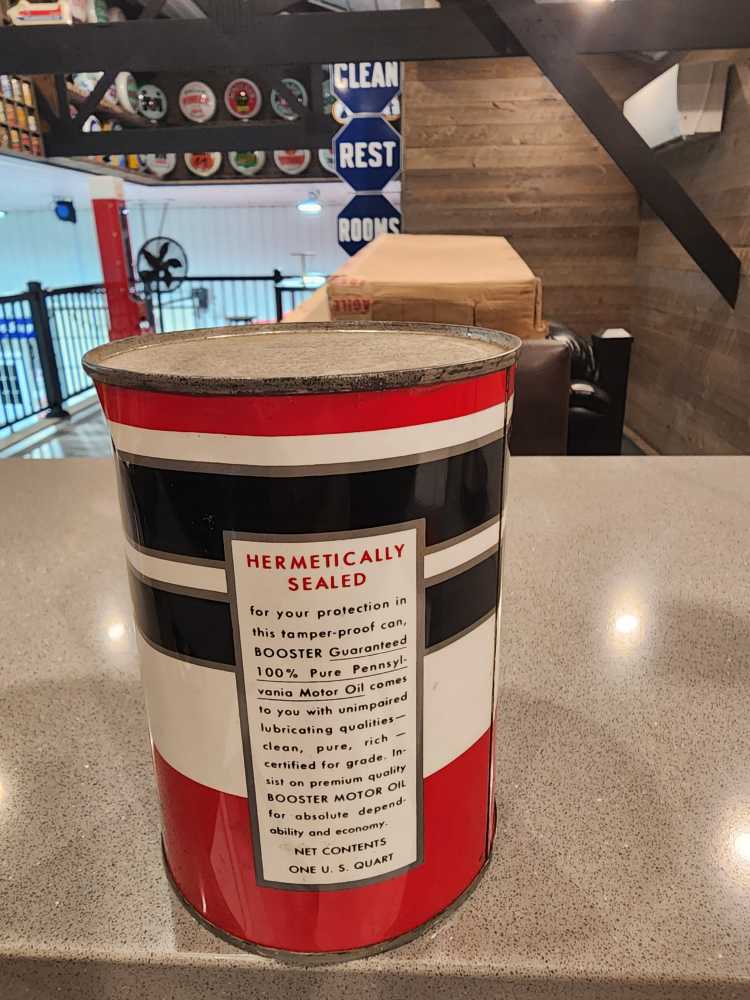 CLEAN
REST
ROOMS
HERMETICALLY
SEALED
for your protection in
this tamper-proof can,
BOOSTER Guaranteed
100% Pure Pennsyl-
vania Motor Oil comes
to you with unimpaired
lubricating qualities—
clean, pure, rich —
certified for grade. In-
sist on premium quality
BOOSTER MOTOR OIL
for absolute depend-
ability and economy.
NET CONTENTS
ONE U. S. QUART